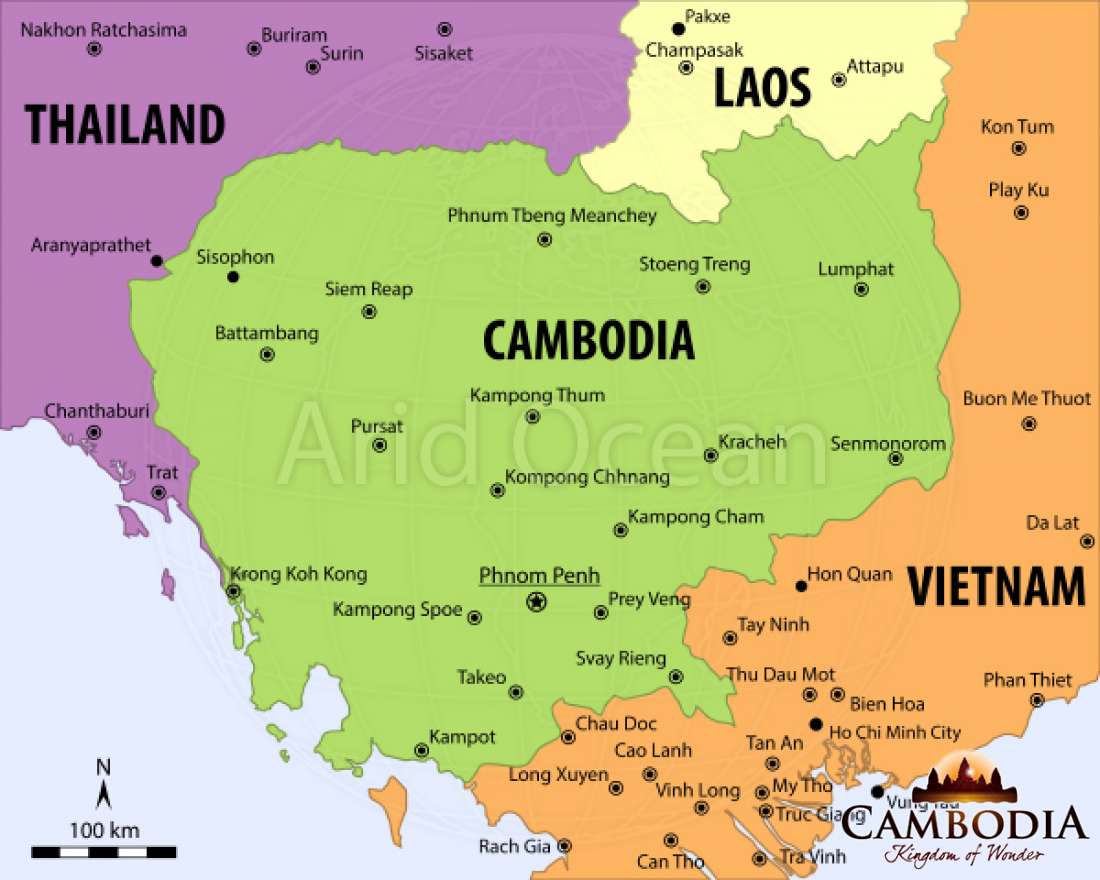 Nakhon Ratchasima
Buriram
Surin
Sisaket
Pakxe
Champasak
Attapu
LAOS
THAILAND
Kon Tum
Play Ku
Phnum Tbeng Meanchey
Aranyaprathet
Sisophon
Stoeng Treng
Lumphat
Siem Reap
Battambang
CAMBODIA
Kampong Thum
Buon Me Thuot
Chanthaburi
Pursat
Arid Ocean
Kracheh
Senmonorom
Trat
Kompong Chhnang
Kampong Cham
Da Lat
Krong Koh Kong
Phnom Penh
Hon Quan
VIETNAM
Kampong Spoe
Prey Veng
Tay Ninh
Svay Rieng
Takeo
Thu Dau Mot
Phan Thiet
Bien Hoa
Chau Doc
Ho Chi Minh City
Kampot
Cao Lanh
Tan An
N
Long Xuyen
Vinh Long
My Tho
Vung Tau
Truc Giang
100 km
CAMBODIA
Kingdom of Wonder
Rach Gia
Can Tho
Tra Vinh